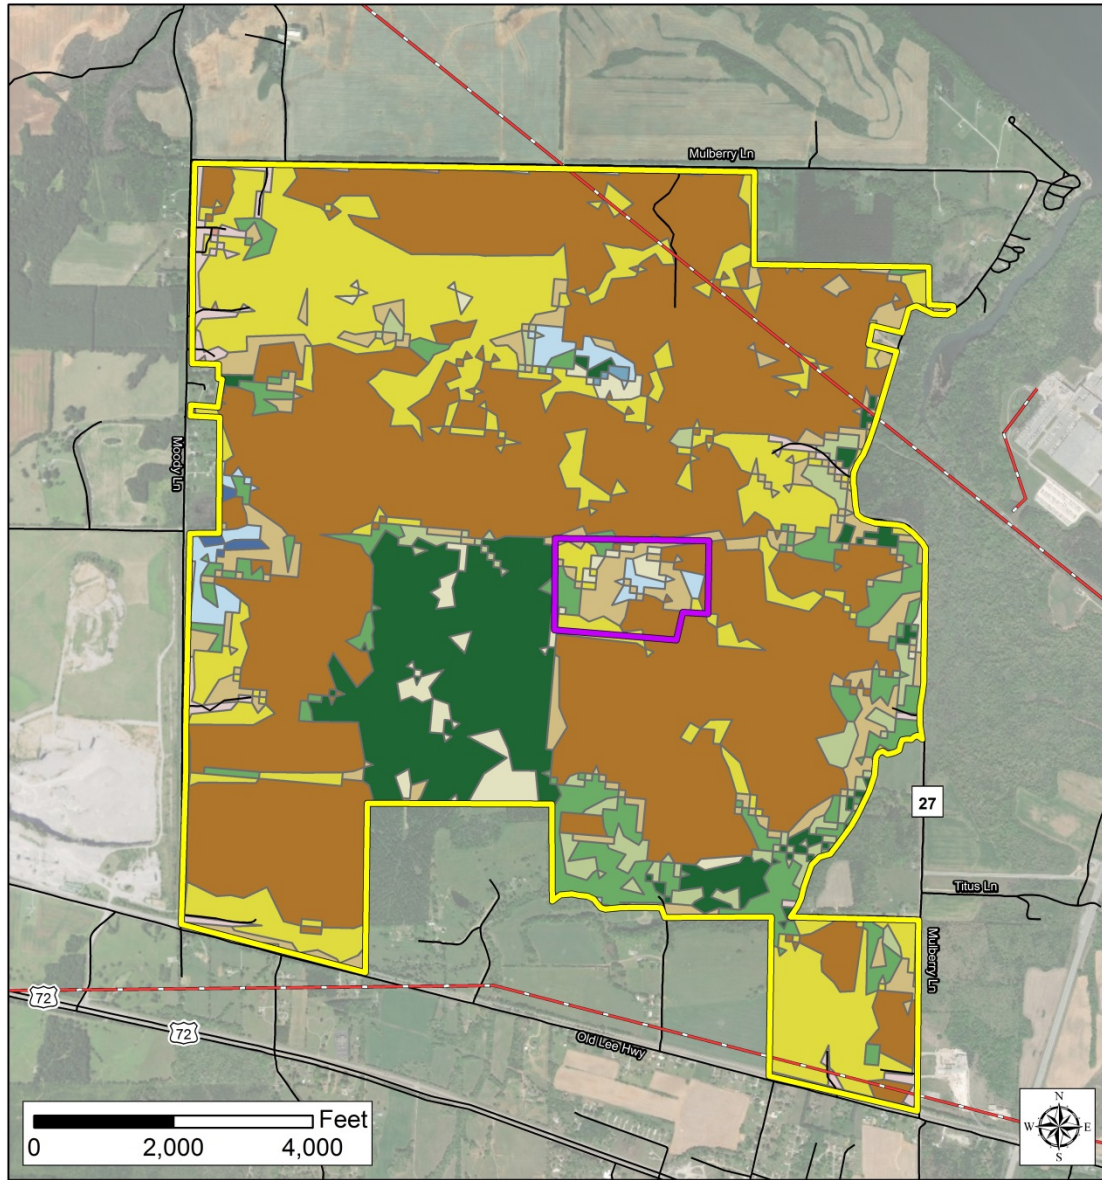 Mulberry Ln
Moody Ln
27
Titus Ln
Mulberry Ln
72
72
Old Lee Hwy
Feet
0 2,000 4,000
N
W E
S